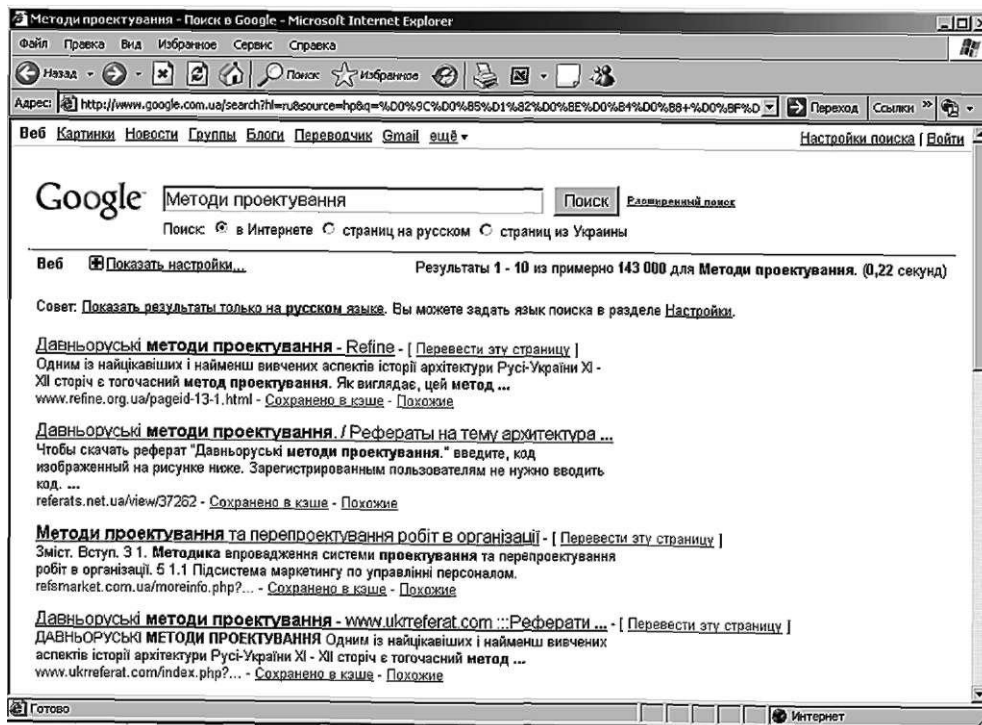 Методи проектування - Поиск в Google - Microsoft Internet Explorer
Файл Правка Вид Избранное Сервис Справка
Назад Поиск Избранное
Адрес: http://www.google.com.ua/search?hl=ru&source=hp&q=%D0%9C%D0%B5%D1%82%D0%BE%D0%B4%D0%B8+%D0%BF%D Переход Ссылки »
Веб Картинки Новости Группы Блоги Переводчик Gmail ещё Настройки поиска | Войти
Google Методи проектування Поиск Расширенный поиск
Поиск: в Интернете страниц на русском страниц из Украины
Веб Показать настройки... Результаты 1 - 10 из примерно 143 000 для Методи проектування. (0,22 секунд)
Совет: Показать результаты только на русском языке. Вы можете задать язык поиска в разделе Настройки.
Давньоруські методи проектування - Refine - [ Перевести эту страницу ]
Одним із найцікавіших і найменш вивчених аспектів історії архітектури Русі-України XI -
XII сторіч є тогочасний метод проектування. Як виглядає, цей метод ...
www.refine.org.ua/pageid-13-1.html - Сохранено в кэше - Похожие
Давньоруські методи проектування. / Рефераты на тему архитектура ...
Чтобы скачать реферат "Давньоруські методи проектування." введите, код
изображенный на рисунке ниже. Зарегистрированным пользователям не нужно вводить
код. ...
referats.net.ua/view/37262 - Сохранено в кэше - Похожие
Методи проектування та перепроектування робіт в організації - [ Перевести эту страницу ]
Зміст. Вступ. 3 1. Методика впровадження системи проектування та перепроектування
робіт в організації. 5 1.1 Підсистема маркетингу по управлінні персоналом.
refsmarket.com.ua/moreinfo.php?... - Сохранено в кэше - Похожие
Давньоруські методи проектування - www.ukrreferat.com :::Реферати ... - [ Перевести эту страницу ]
ДАВНЬОРУСЬКІ МЕТОДИ ПРОЕКТУВАННЯ Одним із найцікавіших і найменш вивчених
аспектів історії архітектури Русі-України XI - XII сторіч є тогочасний метод ...
www.ukrreferat.com/index.php?... - Сохранено в кэше - Похожие
Готово Интернет